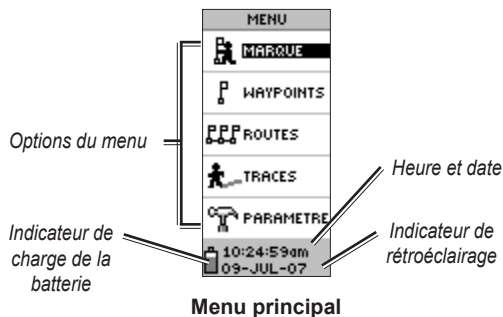 MENU
MARQUE
WAYPOINTS
ROUTES
TRACES
PARAMETRE
10:24:59am
09-JUL-07
Options du menu
Indicateur de
charge de la
batterie
Heure et date
Indicateur de
rétroéclairage
Menu principal